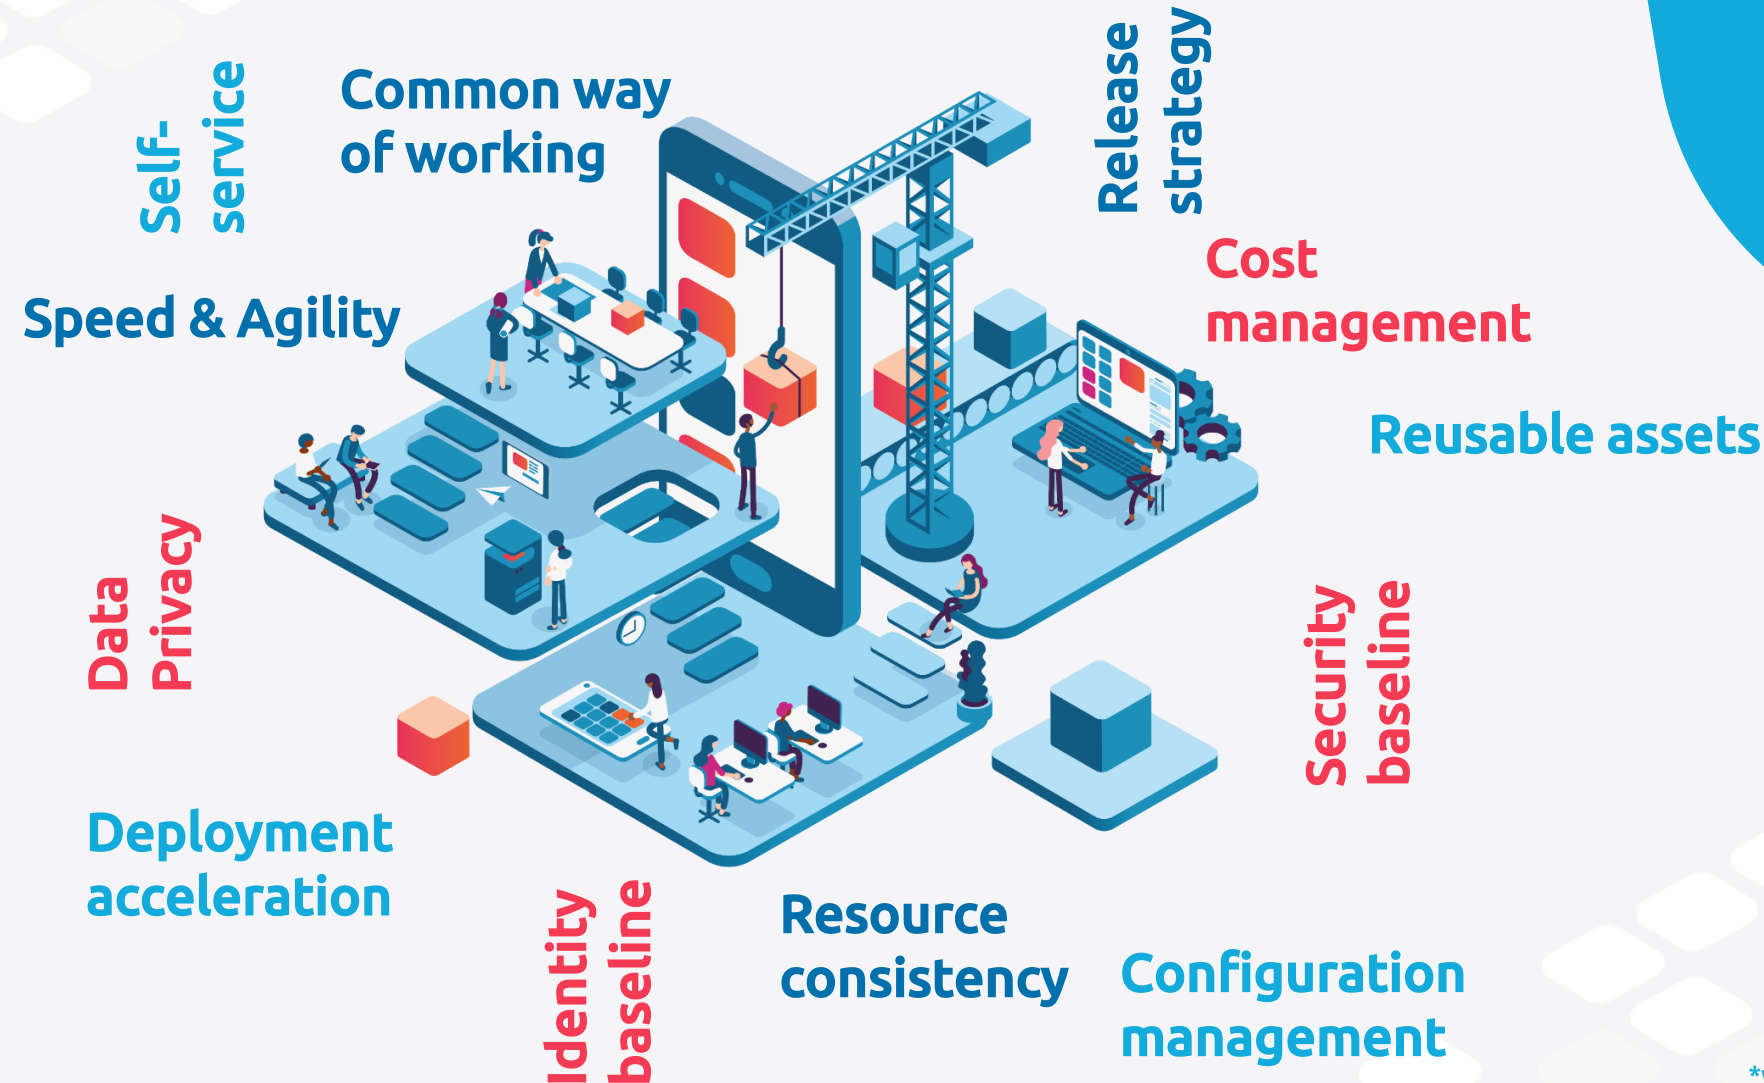 Self-
service
Common way
of working
Release
strategy
Speed & Agility
Cost
management
Reusable assets
Data
Privacy
Security
baseline
Deployment
acceleration
Identity
baseline
Resource
consistency
Configuration
management